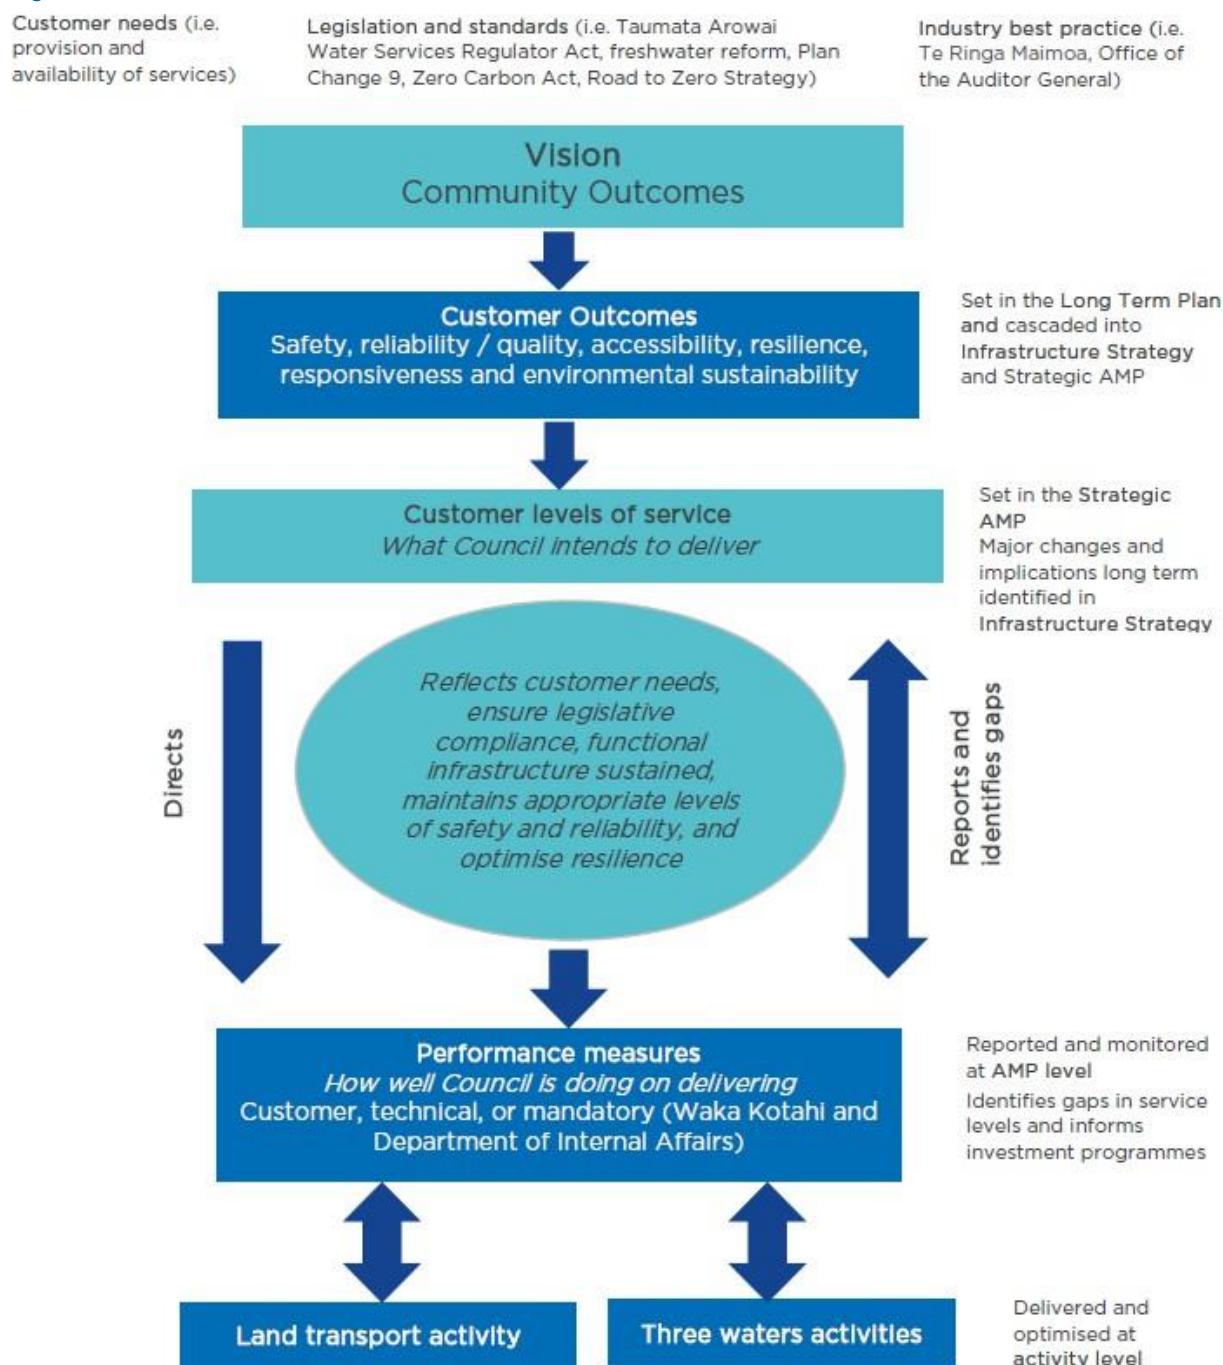 Customer needs (i.e.
provision and
availability of services)
Legislation and standards (i.e. Taumata Arowai
Water Services Regulator Act, freshwater reform, Plan
Change 9, Zero Carbon Act, Road to Zero Strategy)
Industry best practice (i.e.
Te Ringa Maimoa, Office of
the Auditor General)
Vision
Community Outcomes
Customer Outcomes
Safety, reliability / quality, accessibility, resilience,
responsiveness and environmental sustainability
Set in the Long Term Plan
and cascaded into
Infrastructure Strategy
and Strategic AMP
Customer levels of service
What Council intends to deliver
Set in the Strategic
AMP
Major changes and
implications long term
identified in
Infrastructure Strategy
Directs
Reflects customer needs,
ensure legislative
compliance, functional
infrastructure sustained,
maintains appropriate levels
of safety and reliability, and
optimise resilience
Reports and
identifies gaps
Performance measures
How well Council is doing on delivering
Customer, technical, or mandatory (Waka Kotahi and
Department of Internal Affairs)
Reported and monitored
at AMP level
Identifies gaps in service
levels and informs
investment programmes
Land transport activity
Three waters activities
Delivered and
optimised at
activity level